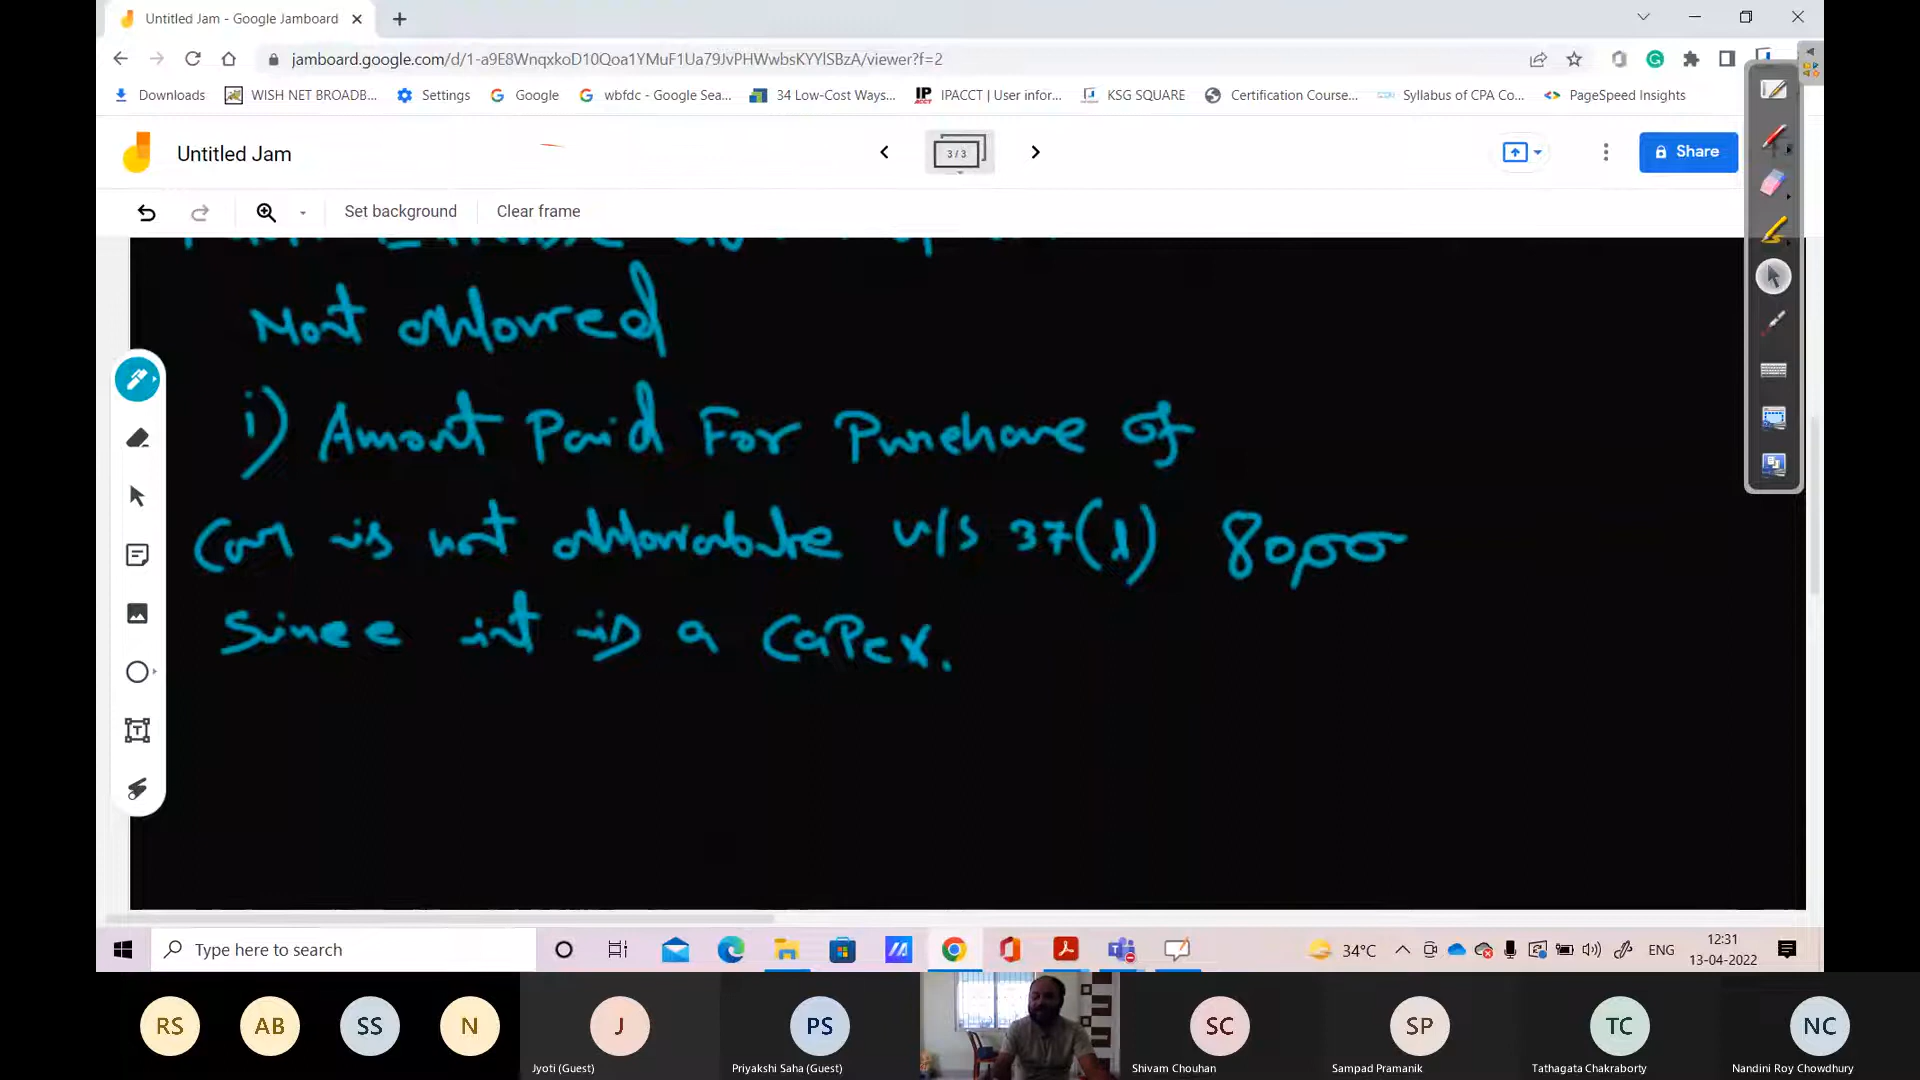 Untitled Jam - Google Jamboard
jamboard.google.com/d/1-a9E8WnqxkoD10Qoa1YMuF1Ua79JvPHWwbsKYYlSBzA/viewer?f=2
Downloads WISH NET BROADB... Settings Google wbfdc - Google Sea... 34 Low-Cost Ways... IPACCT | User infor... KSG SQUARE Certification Course... Syllabus of CPA Co... PageSpeed Insights
Untitled Jam
3 / 3
Share
Set background Clear frame
Not allowed
i) Amount Paid For Purchase of
Car is not allowable u/s 37(1)
Since int is a CaPex.
Type here to search
34°C
ENG
12:31
13-04-2022
RS AB SS N J PS SC SP TC NC
Jyoti (Guest) Priyakshi Saha (Guest) Shivam Chouhan Sampad Pramanik Tathagata Chakraborty Nandini Roy Chowdhury